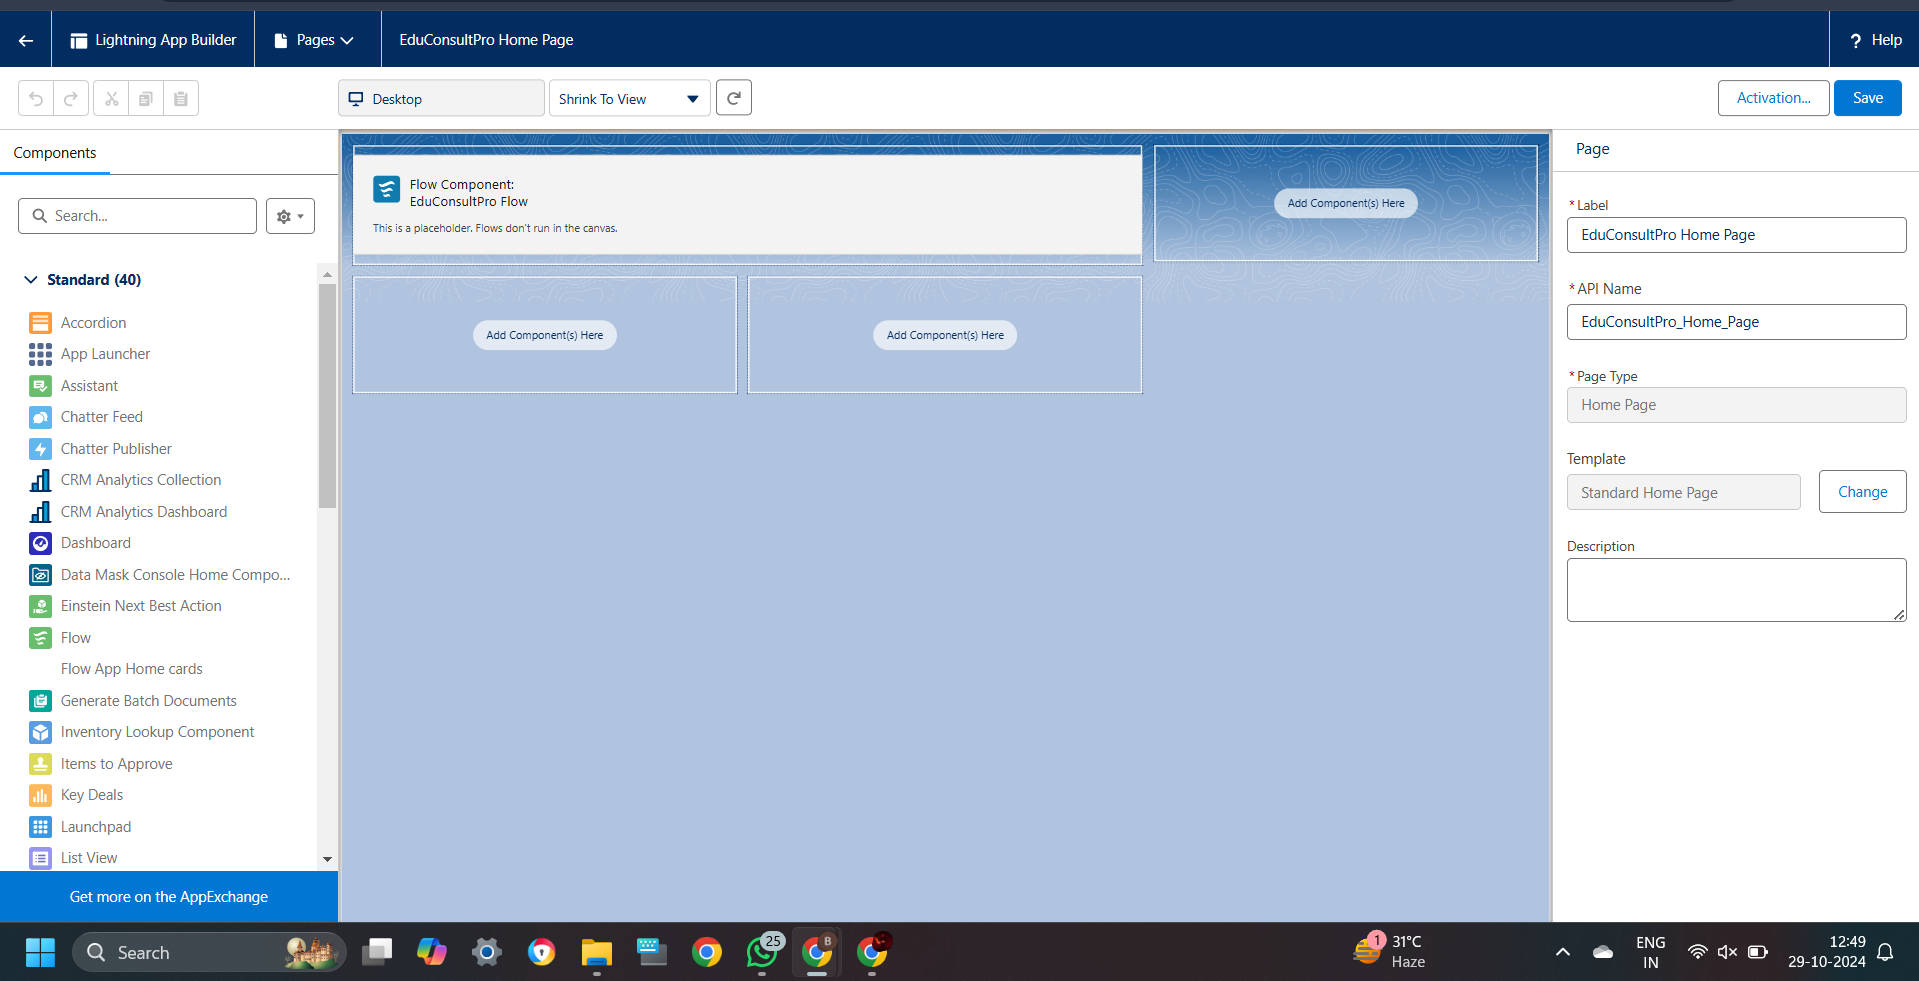 Lightning App Builder
Pages
EduConsultPro Home Page
? Help
Desktop
Shrink To View
Activation...
Save
Components
Search...
Standard (40)
Accordion
App Launcher
Assistant
Chatter Feed
Chatter Publisher
CRM Analytics Collection
CRM Analytics Dashboard
Dashboard
Data Mask Console Home Compo...
Einstein Next Best Action
Flow
Flow App Home cards
Generate Batch Documents
Inventory Lookup Component
Items to Approve
Key Deals
Launchpad
List View
Get more on the AppExchange
Flow Component:
EduConsultPro Flow
This is a placeholder. Flows don't run in the canvas.
Add Component(s) Here
Add Component(s) Here
Add Component(s) Here
Page
*Label
EduConsultPro Home Page
*API Name
EduConsultPro_Home_Page
*Page Type
Home Page
Template
Standard Home Page
Change
Description
Search
25
B
1
31°C
Haze
ENG
IN
12:49
29-10-2024